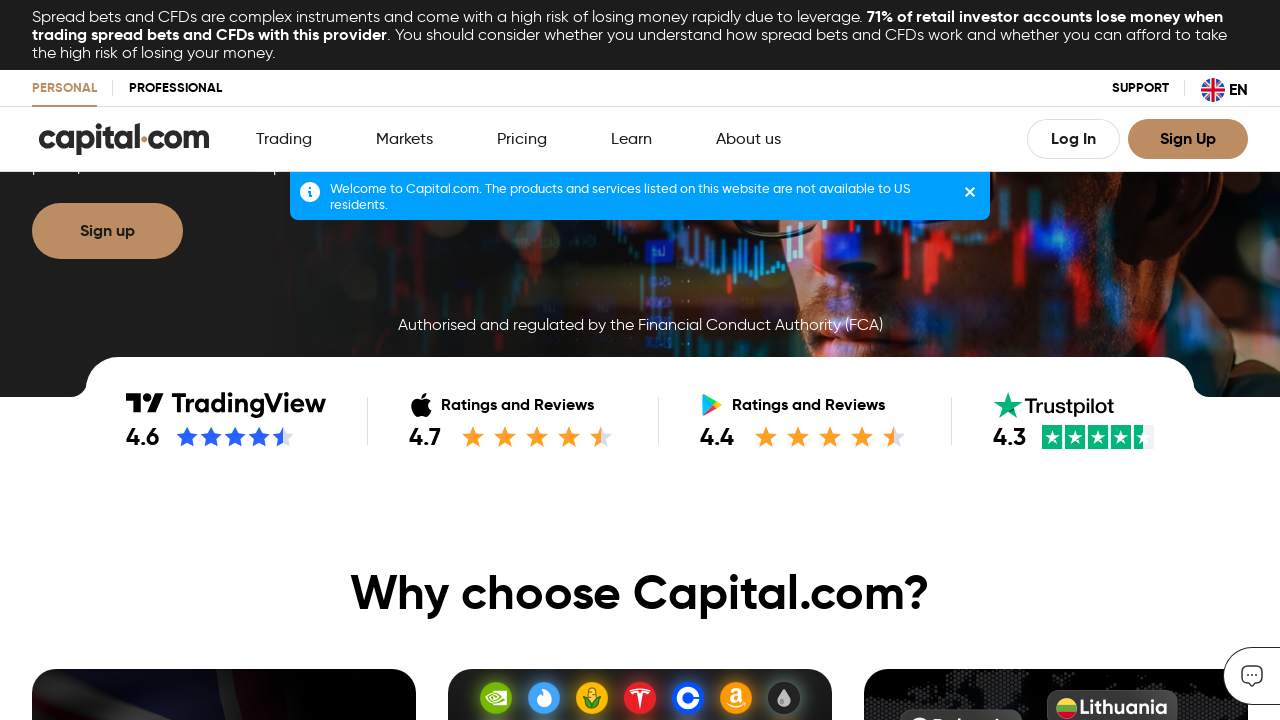 Spread bets and CFDs are complex instruments and come with a high risk of losing money rapidly due to leverage. 71% of retail investor accounts lose money when
trading spread bets and CFDs with this provider. You should consider whether you understand how spread bets and CFDs work and whether you can afford to take
the high risk of losing your money.
PERSONAL PROFESSIONAL SUPPORT EN
capital.com Trading Markets Pricing Learn About us Log In Sign Up
Welcome to Capital.com. The products and services listed on this website are not available to US
residents.
Sign up
Authorised and regulated by the Financial Conduct Authority (FCA)
TradingView Ratings and Reviews Ratings and Reviews Trustpilot
4.6 4.7 4.4 4.3
Why choose Capital.com?
Lithuania